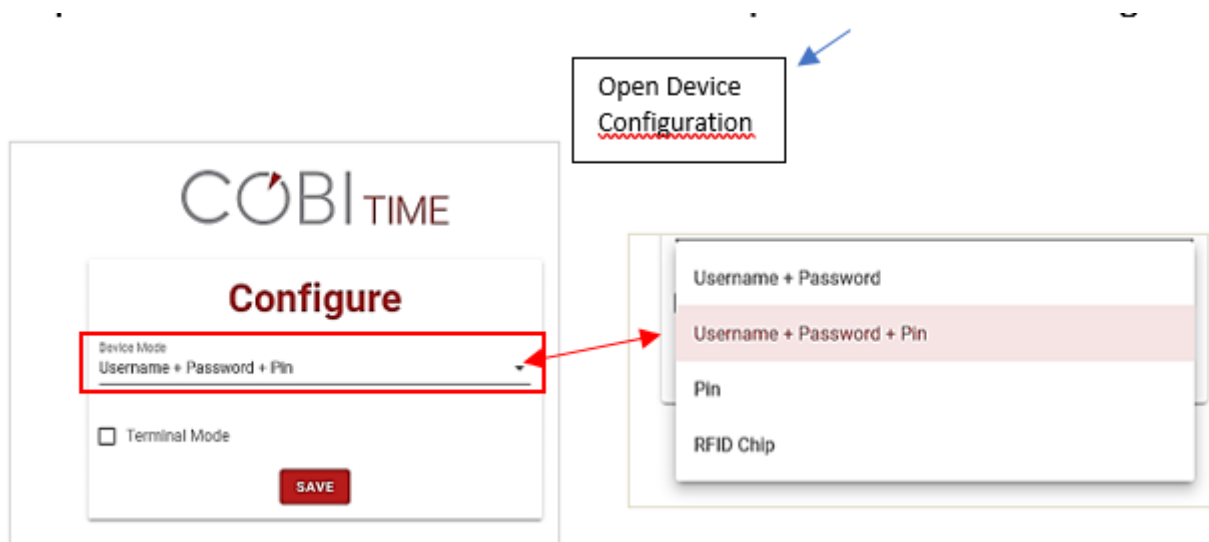 Open Device
Configuration
COBI TIME
Configure
Device Mode
Username + Password + Pin
Terminal Mode
SAVE
Username + Password
Username + Password + Pin
Pin
RFID Chip